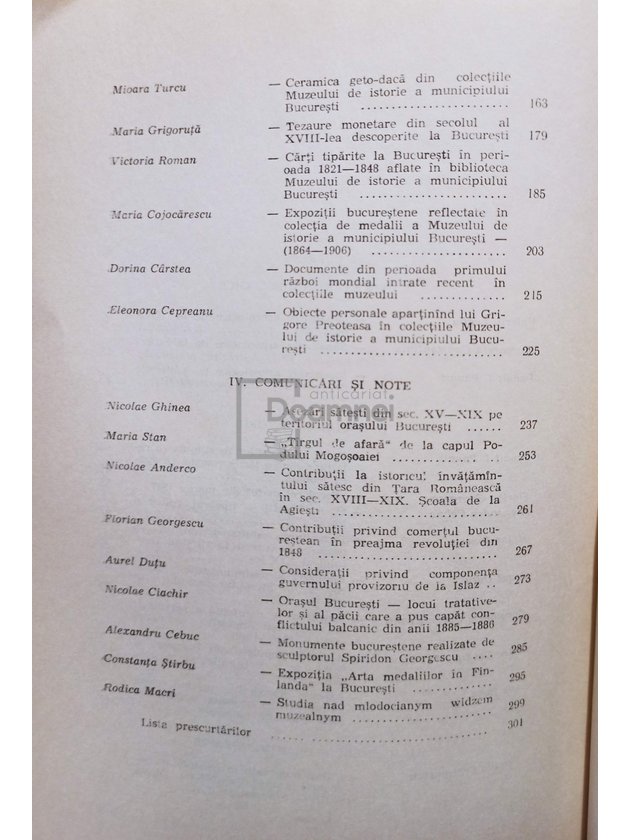 Mioara Turcu — Ceramica geto-dacă din colecțiile
Muzeului de istorie a municipiului
București .......................... 163
Maria Grigoruță — Tezaure monetare din secolul al
XVIII-lea descoperite la București 179
Victoria Roman — Cărți tipărite la București în peri-
oada 1821—1848 aflate în biblioteca
Muzeului de istorie a municipiului
București .......................... 185
Maria Cojocărescu — Expoziții bucureștene reflectate în
colecția de medalii a Muzeului de
istorie a municipiului București —
(1864—1906) ....................... 203
Dorina Cârstea — Documente din perioada primului
război mondial intrate recent în
colecțiile muzeului .............. 215
Eleonora Cepreanu — Obiecte personale aparținînd lui Gri-
gore Preoteasa în colecțiile Muzeu-
lui de istorie a municipiului Bucu-
rești .............................. 225
IV. COMUNICĂRI ȘI NOTE
anticariat
Doamnei
Nicolae Ghinea — Așezări sătești din sec. XV—XIX pe
teritoriul orașului București ...... 237
Maria Stan — „Tîrgul de afară“ de la capul Po-
dului Mogoșoaiei ................ 253
Nicolae Anderco — Contribuții la istoricul învățămîn-
tului sătesc din Țara Românească
în sec. XVIII—XIX. Școala de la
Agiești ............................ 261
Florian Georgescu — Contribuții privind comerțul bucu-
reștean în preajma revoluției din
1848 .............................. 267
Aurel Duțu — Considerații privind componența
guvernului provizoriu de la Islaz .. 273
Nicolae Ciachir — Orașul București — locul tratative-
lor și al păcii care a pus capăt
conflictului balcanic din anii 1885—1886 279
Alexandru Cebuc — Monumente bucureștene realizate de
sculptorul Spiridon Georgescu .... 285
Constanța Știrbu — Expoziția „Arta medaliilor în Fin-
landa“ la București .............. 295
Rodica Macri — Studia nad mlodocianym widzem
muzealnym ...................... 299
Lista prescurtărilor .................... 301